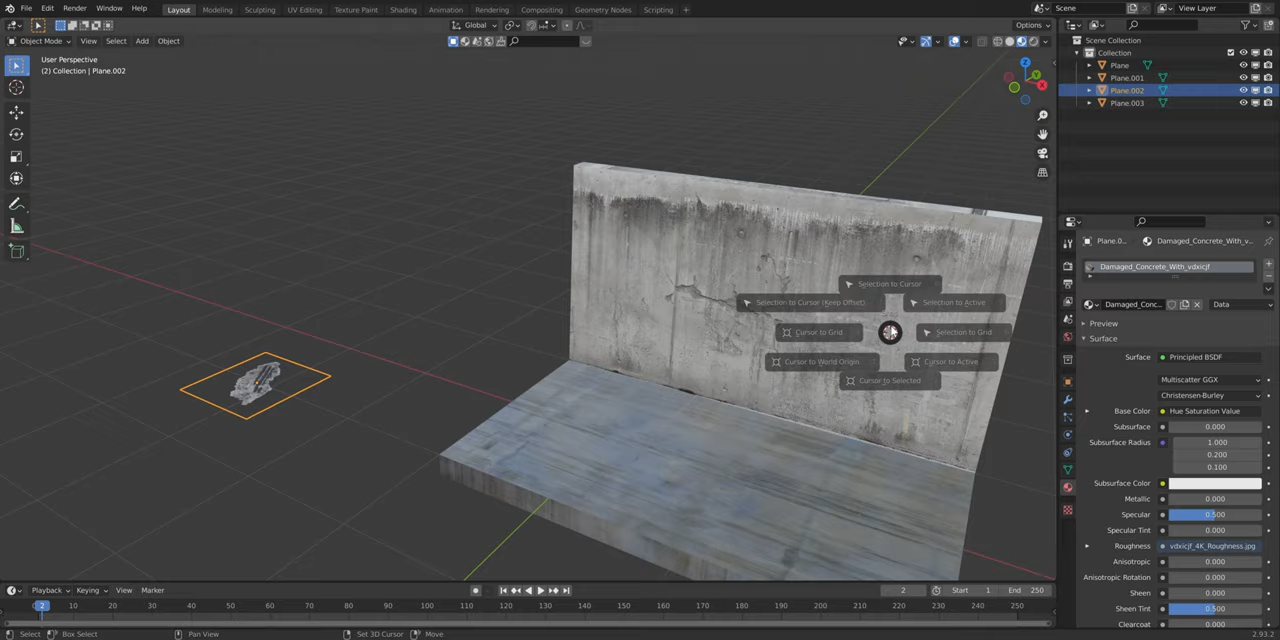 File Edit Render Window Help Layout Modeling Sculpting UV Editing Texture Paint Shading Animation Rendering Compositing Geometry Nodes Scripting + Scene View Layer
Global Options
Object Mode View Select Add Object
User Perspective
(2) Collection | Plane.002
Scene Collection
Collection
Plane
Plane.001
Plane.002
Plane.003
Z
Y
X
Selection to Cursor
Selection to Cursor (Keep Offset) Selection to Active
Cursor to Grid Selection to Grid
Cursor to World Origin Cursor to Active
Cursor to Selected
Plane.0... Damaged_Concrete_With_v...
Damaged_Concrete_With_vdxicjf
Damaged_Conc... Data
Preview
Surface
Surface Principled BSDF
Multiscatter GGX
Christensen-Burley
Base Color Hue Saturation Value
Subsurface 0.000
Subsurface Radius 1.000
0.200
0.100
Subsurface Color
Metallic 0.000
Specular 0.500
Specular Tint 0.000
Roughness vdxicjf_4K_Roughness.jpg
Anisotropic 0.000
Anisotropic Rotation 0.000
Sheen 0.000
Sheen Tint 0.500
Clearcoat 0.000
Playback Keying View Marker 2 Start 1 End 250
0 2 10 20 30 40 50 60 70 80 90 100 110 120 130 140 150 160 170 180 190 200 210 220 230 240 250
Select Box Select Pan View Set 3D Cursor Move 2.93.2